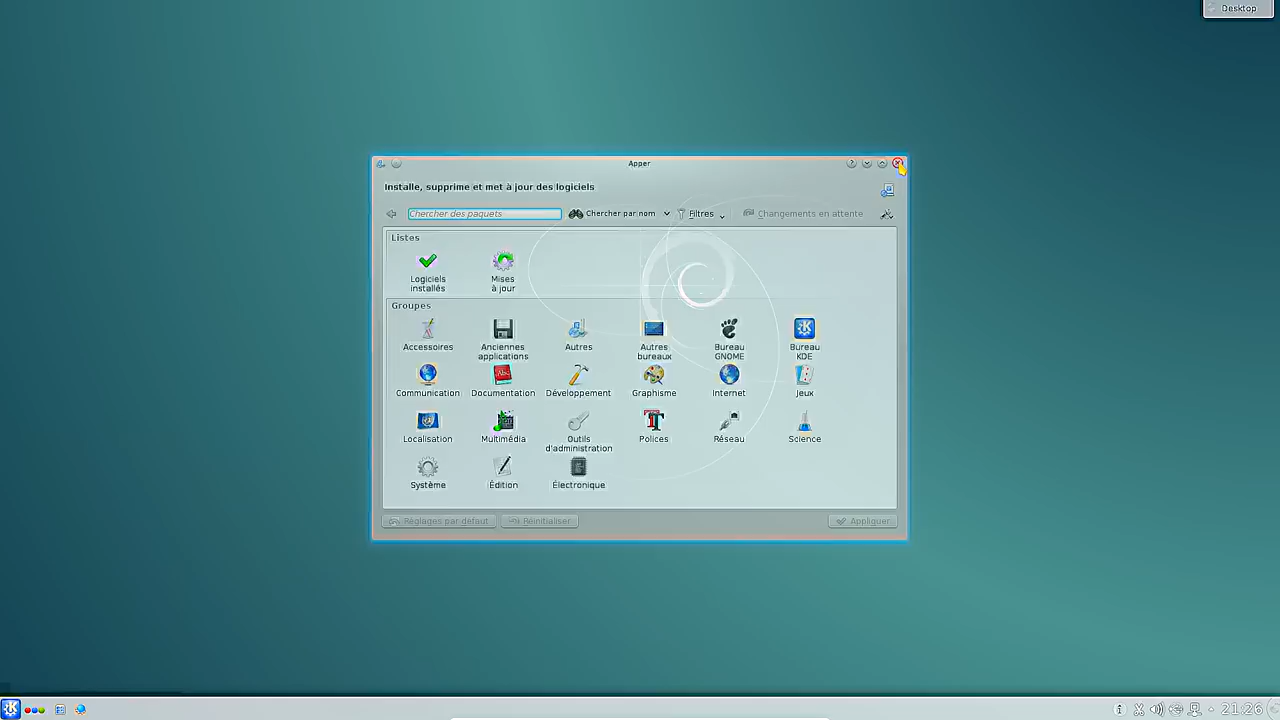 Desktop
Apper
Installe, supprime et met à jour des logiciels
Chercher des paquets
Chercher par nom
Filtres
Changements en attente
Listes
Logiciels installés
Mises à jour
Groupes
Accessoires
Anciennes applications
Autres
Autres bureaux
Bureau GNOME
Bureau KDE
Communication
Documentation
Développement
Graphisme
Internet
Jeux
Localisation
Multimédia
Outils d'administration
Polices
Réseau
Science
Système
Édition
Électronique
Réglages par défaut
Réinitialiser
Appliquer
21:26